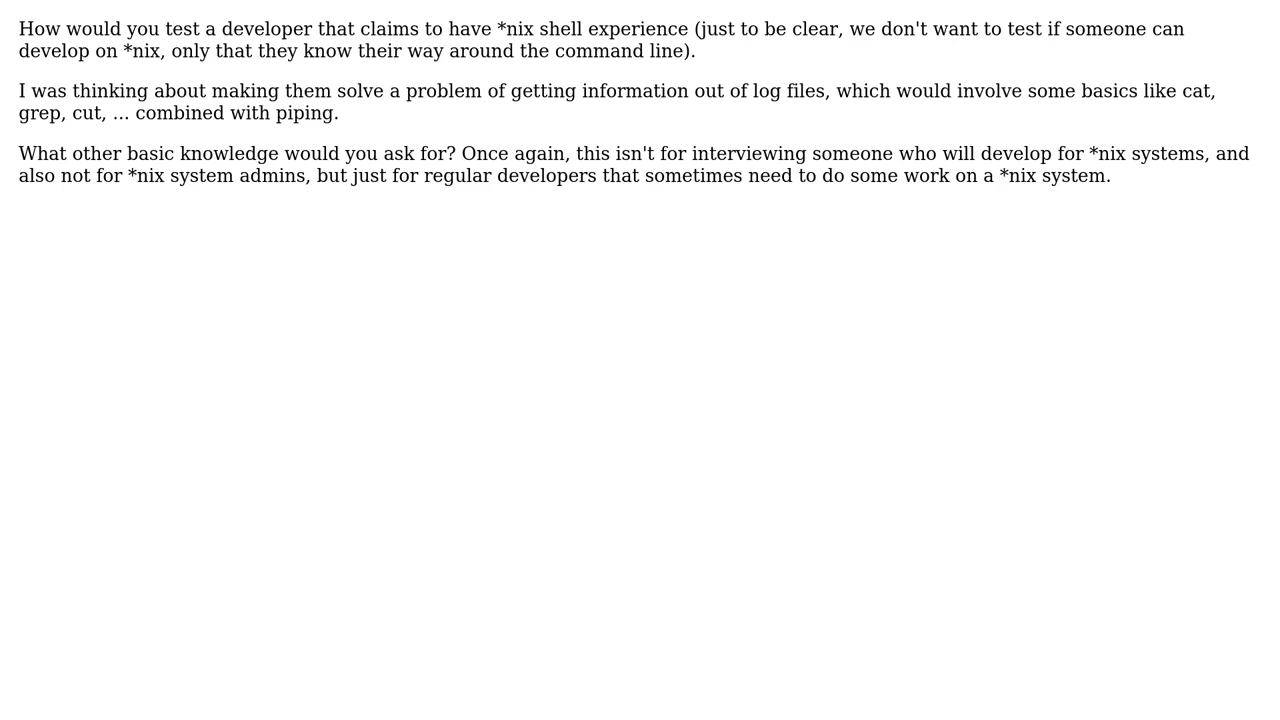 How would you test a developer that claims to have *nix shell experience (just to be clear, we don't want to test if someone can
develop on *nix, only that they know their way around the command line).
I was thinking about making them solve a problem of getting information out of log files, which would involve some basics like cat,
grep, cut, ... combined with piping.
What other basic knowledge would you ask for? Once again, this isn't for interviewing someone who will develop for *nix systems, and
also not for *nix system admins, but just for regular developers that sometimes need to do some work on a *nix system.